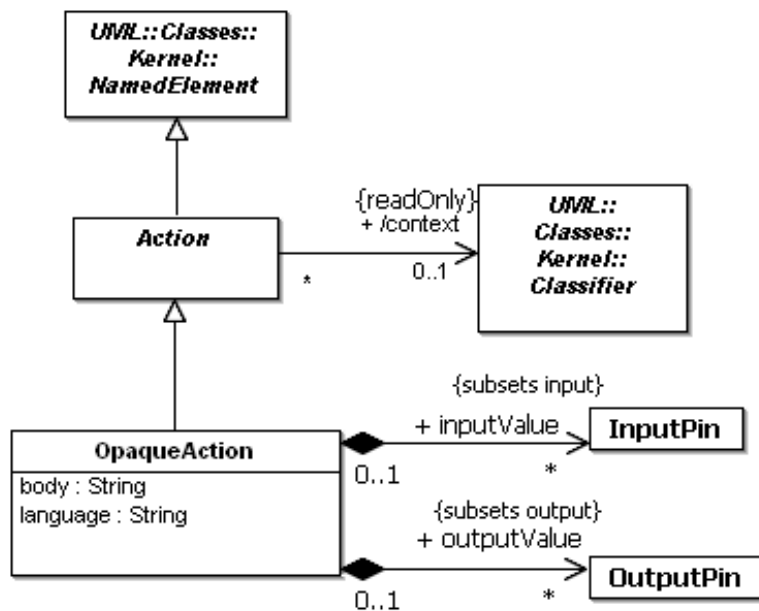 UML::Classes::
Kernel::
NamedElement
Action
{readOnly}
+ /context
*
0..1
UML::
Classes::
Kernel::
Classifier
OpaqueAction
body : String
language : String
{subsets input}
+ inputValue
0..1
*
InputPin
{subsets output}
+ outputValue
0..1
*
OutputPin